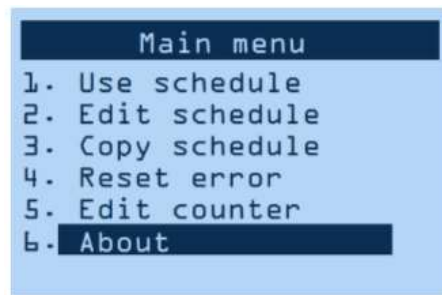 Main menu
1. Use schedule
2. Edit schedule
3. Copy schedule
4. Reset error
5. Edit counter
6. About